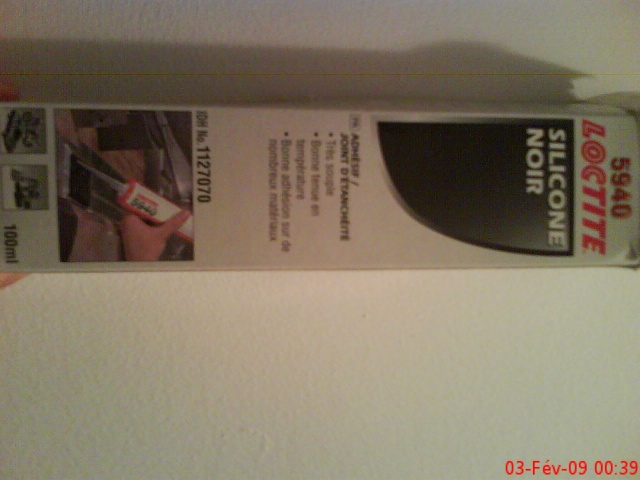 5940
LOCTITE
SILICONE
NOIR
FR ADHÉSIF /
JOINT D'ÉTANCHÉITÉ
• Très souple
• Bonne tenue en
température
• Bonne adhésion sur de
nombreux matériaux
IDH No. 1127070
100ml
03-Fév-09 00:39